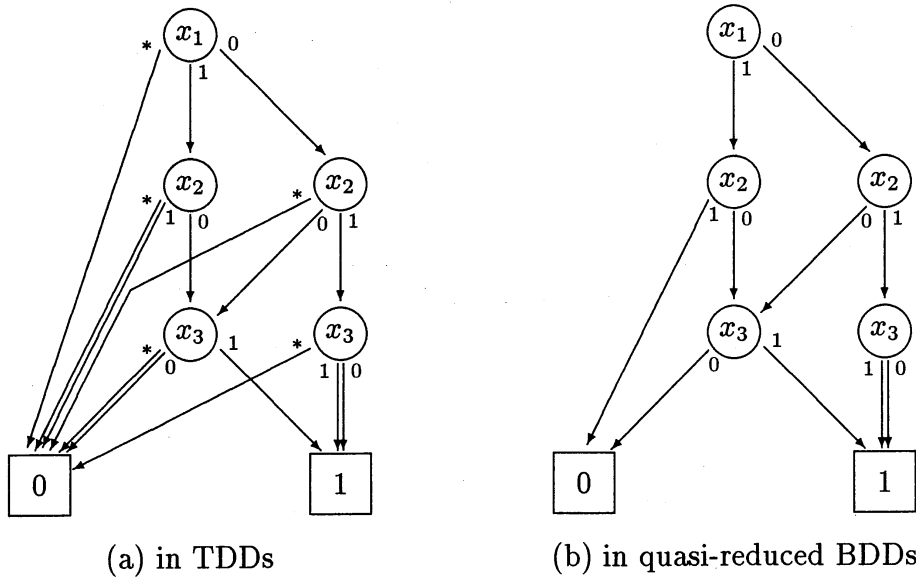 x₁ x₁
* 0 0
1 1
x₂ x₂ x₂ x₂
* 1 0 * 0 1 1 0 0 1
x₃ x₃ x₃ x₃
* 0 1 * 1 0 0 1 1 0
0 1 0 1
(a) in TDDs (b) in quasi-reduced BDDs